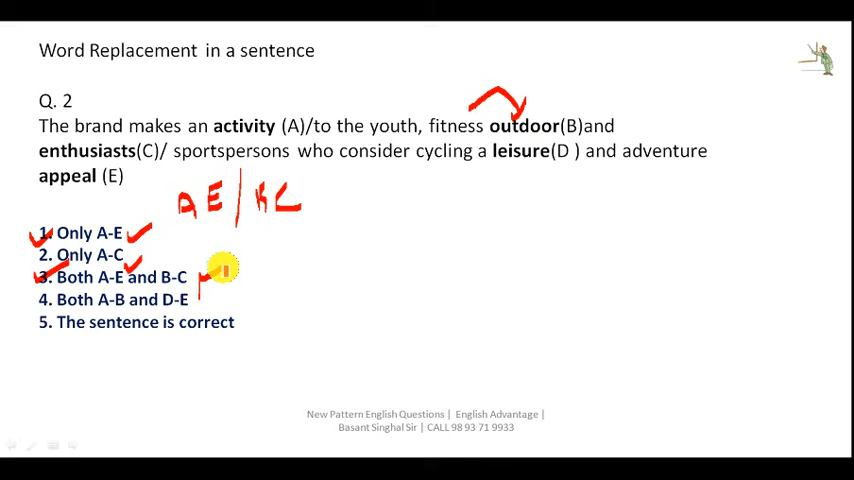 Word Replacement in a sentence
Q. 2
The brand makes an activity (A)/to the youth, fitness outdoor(B)and
enthusiasts(C)/ sportspersons who consider cycling a leisure(D ) and adventure
appeal (E)
A E | B C
1. Only A-E
2. Only A-C
3. Both A-E and B-C
4. Both A-B and D-E
5. The sentence is correct
New Pattern English Questions | English Advantage |
Basant Singhal Sir | CALL 98 93 71 9933